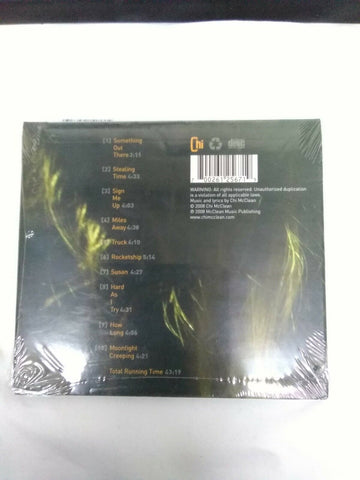 [1] Something
Out
There 3:11
[2] Stealing
Time 4:33
[3] Sign
Me
Up 4:03
[4] Miles
Away 4:38
[5] Truck 4:10
[6] Rocketship 5:14
[7] Susan 4:27
[8] Hard
As
I
Try 4:31
[9] How
Long 4:06
[10] Moonlight
Creeping 4:21
Total Running Time 43:19
Chi
WARNING: All rights reserved. Unauthorized duplication
is a violation of all applicable laws.
Music and lyrics by Chi McClean
© 2008 Chi McClean
℗ 2008 McClean Music Publishing
www.chimcclean.com